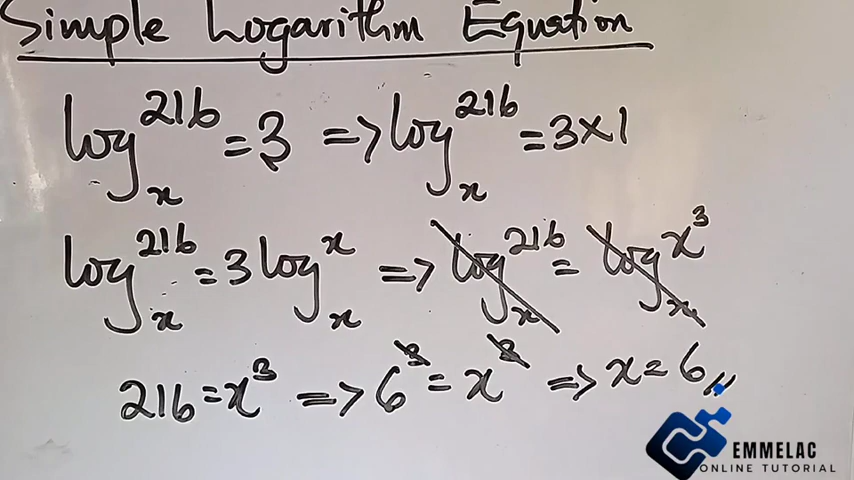 Simple Logarithm Equation
log_x^216 = 3 => log_x^216 = 3×1
log_x^216 = 3 log_x^x => log_x^216 = log_x x^3
216 = x^3 => 6^3 = x^3 => x = 6,,
EMMELAC
ONLINE TUTORIAL